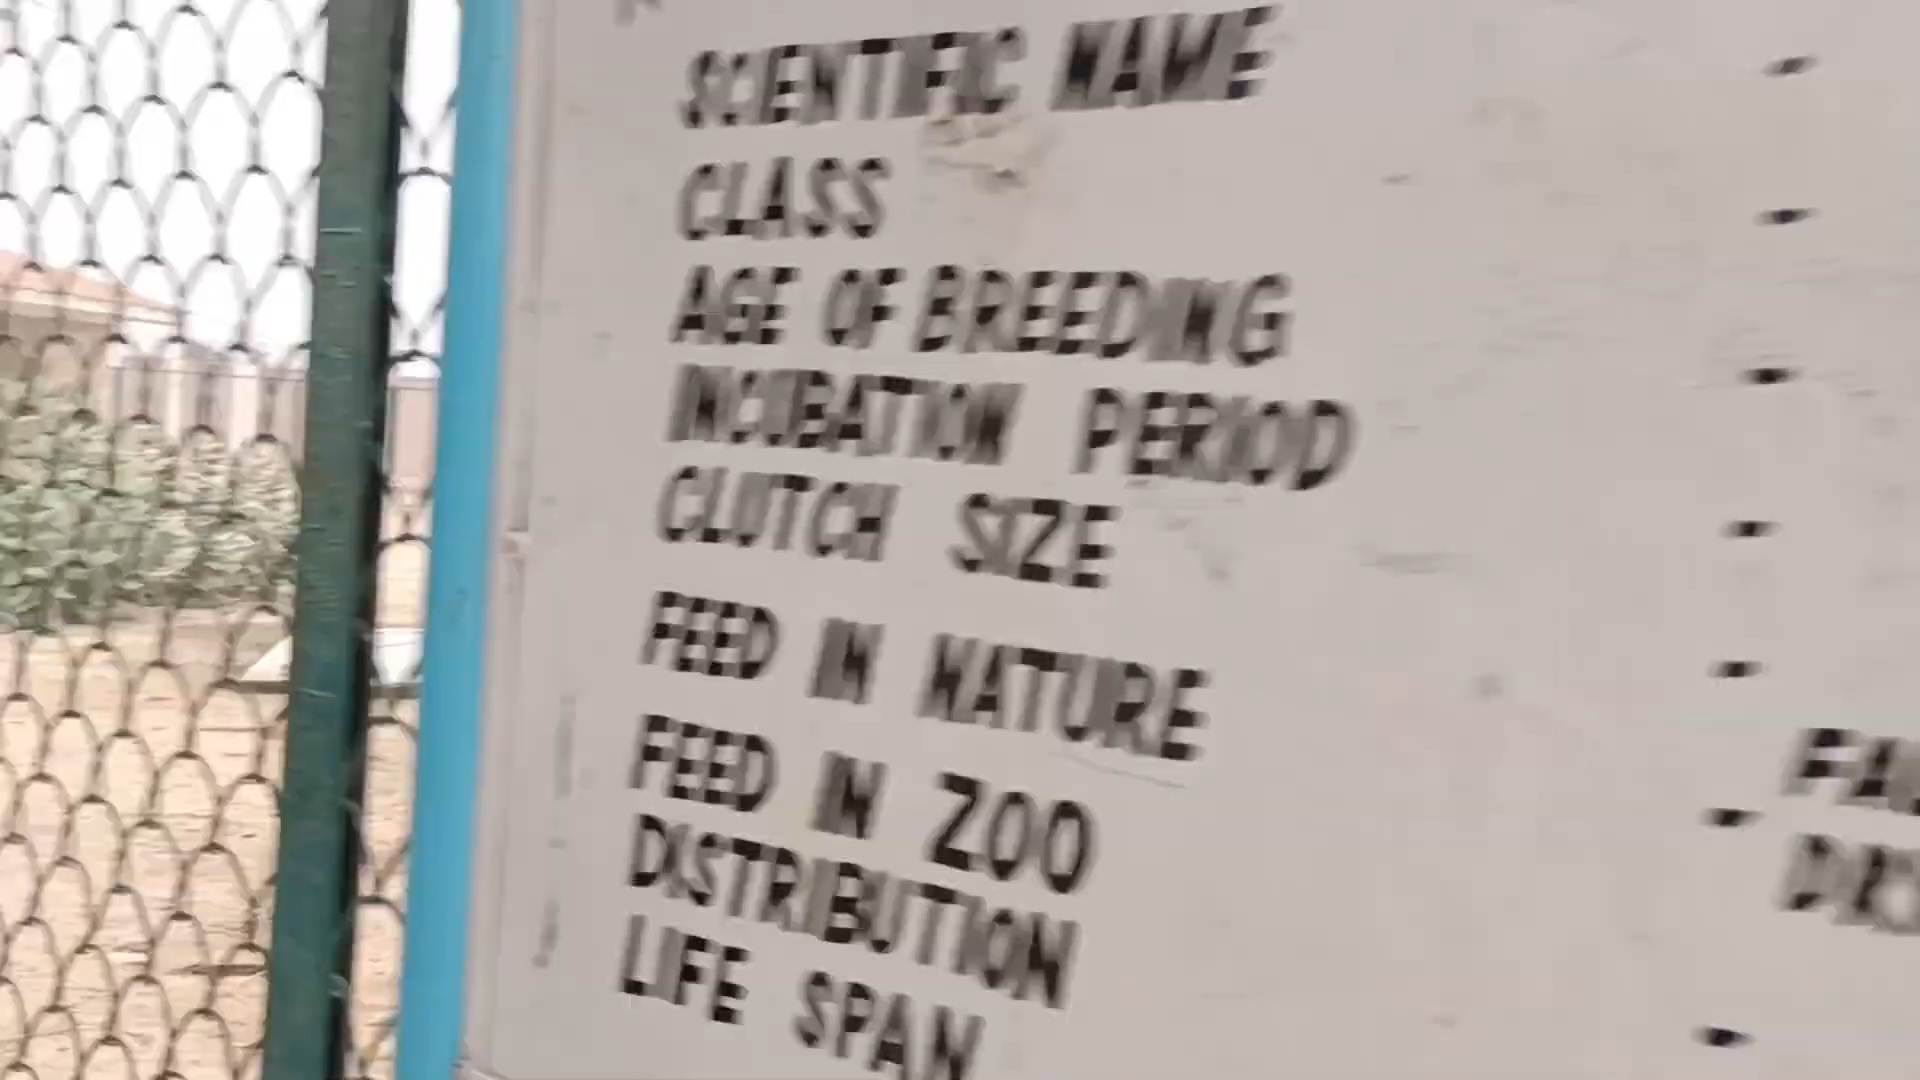 SCIENTIFIC NAME -
CLASS -
AGE OF BREEDING -
INCUBATION PERIOD -
CLUTCH SIZE -
FEED IN NATURE -
FEED IN ZOO
DISTRIBUTION
LIFE SPAN -